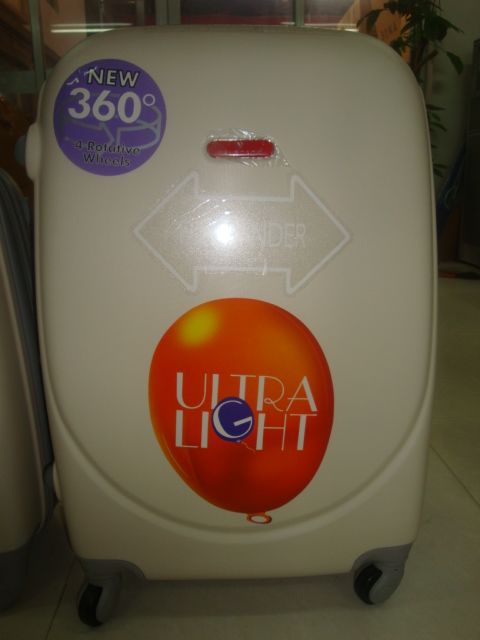 NEW
360°
4 Rotative
Wheels
ULTRA
LIGHT